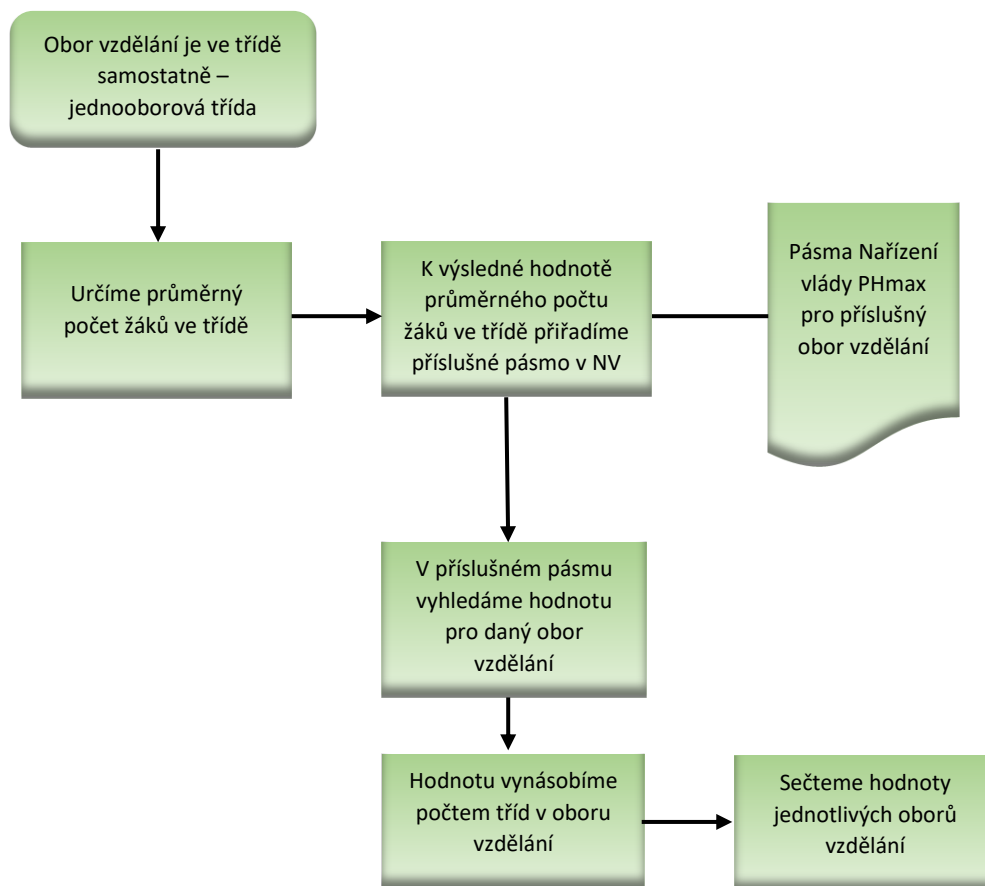 Obor vzdělání je ve třídě
samostatně –
jednooborová třída
Určíme průměrný
počet žáků ve třídě
K výsledné hodnotě
průměrného počtu
žáků ve třídě přiřadíme
příslušné pásmo v NV
Pásma Nařízení
vlády PHmax
pro příslušný
obor vzdělání
V příslušném pásmu
vyhledáme hodnotu
pro daný obor
vzdělání
Hodnotu vynásobíme
počtem tříd v oboru
vzdělání
Sečteme hodnoty
jednotlivých oborů
vzdělání